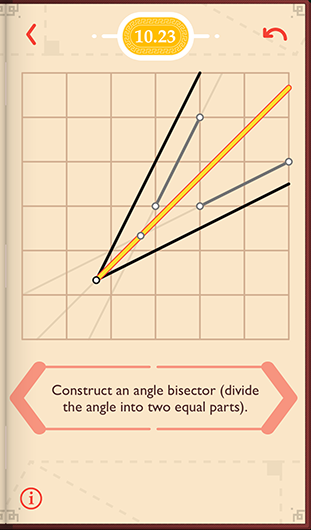 10.23
Construct an angle bisector (divide
the angle into two equal parts).
i